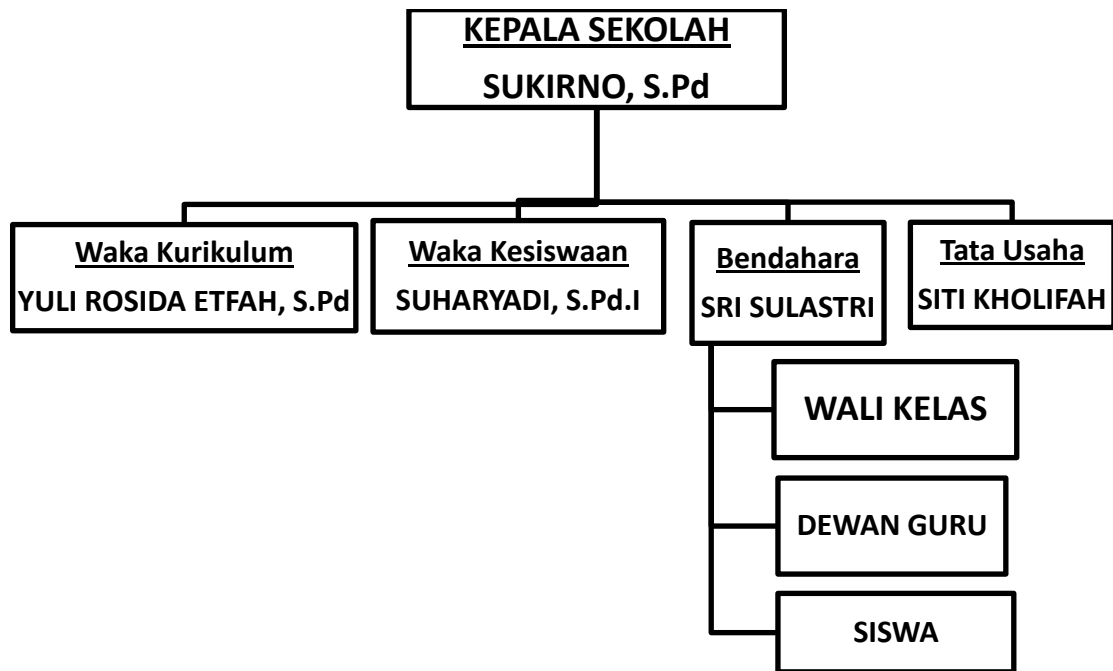 KEPALA SEKOLAH
SUKIRNO, S.Pd
Waka Kurikulum
YULI ROSIDA ETFAH, S.Pd
Waka Kesiswaan
SUHARYADI, S.Pd.I
Bendahara
SRI SULASTRI
Tata Usaha
SITI KHOLIFAH
WALI KELAS
DEWAN GURU
SISWA